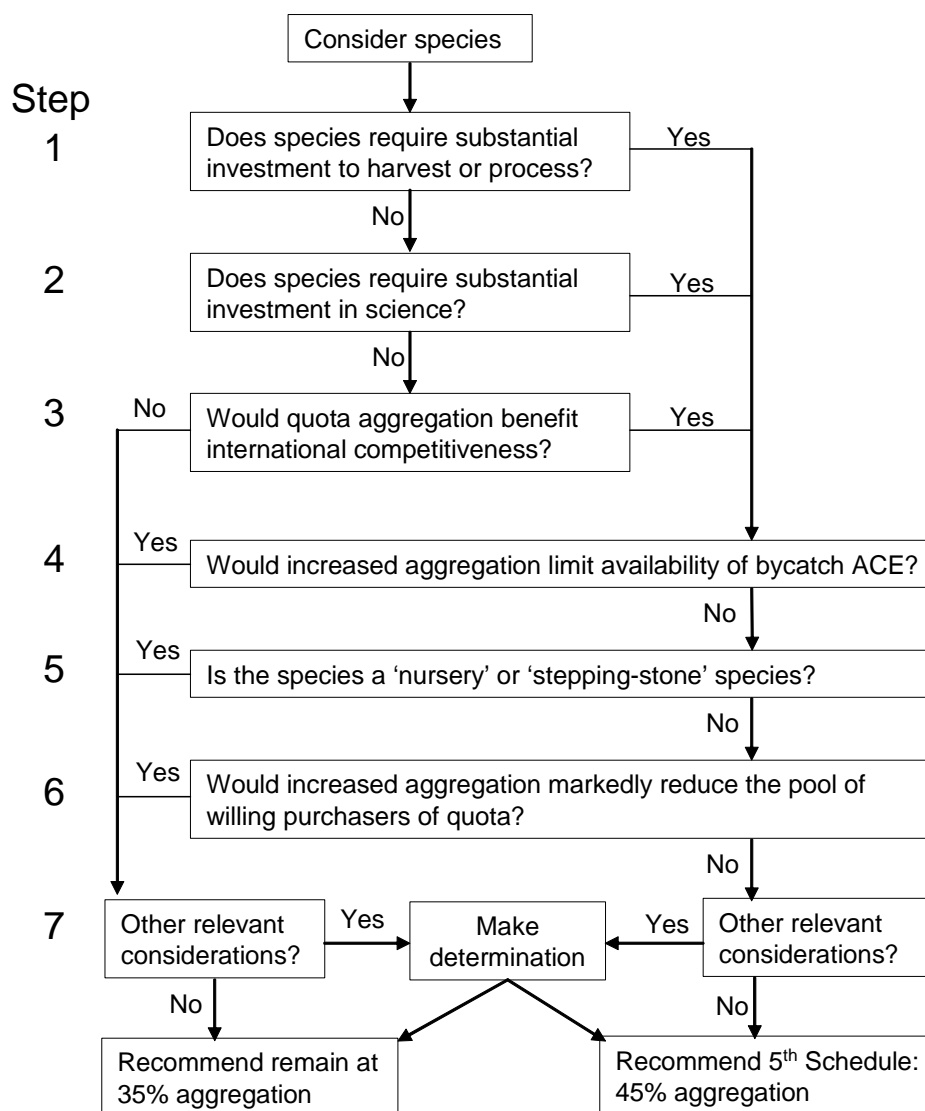 Consider species
Step
1
Does species require substantial
investment to harvest or process?
Yes
No
2
Does species require substantial
investment in science?
Yes
No
3
No
Would quota aggregation benefit
international competitiveness?
Yes
4
Yes
Would increased aggregation limit availability of bycatch ACE?
No
5
Yes
Is the species a ‘nursery’ or ‘stepping-stone’ species?
No
6
Yes
Would increased aggregation markedly reduce the pool of
willing purchasers of quota?
No
7
Other relevant
considerations?
Yes
Make
determination
Yes
Other relevant
considerations?
No
No
Recommend remain at
35% aggregation
Recommend 5th Schedule:
45% aggregation